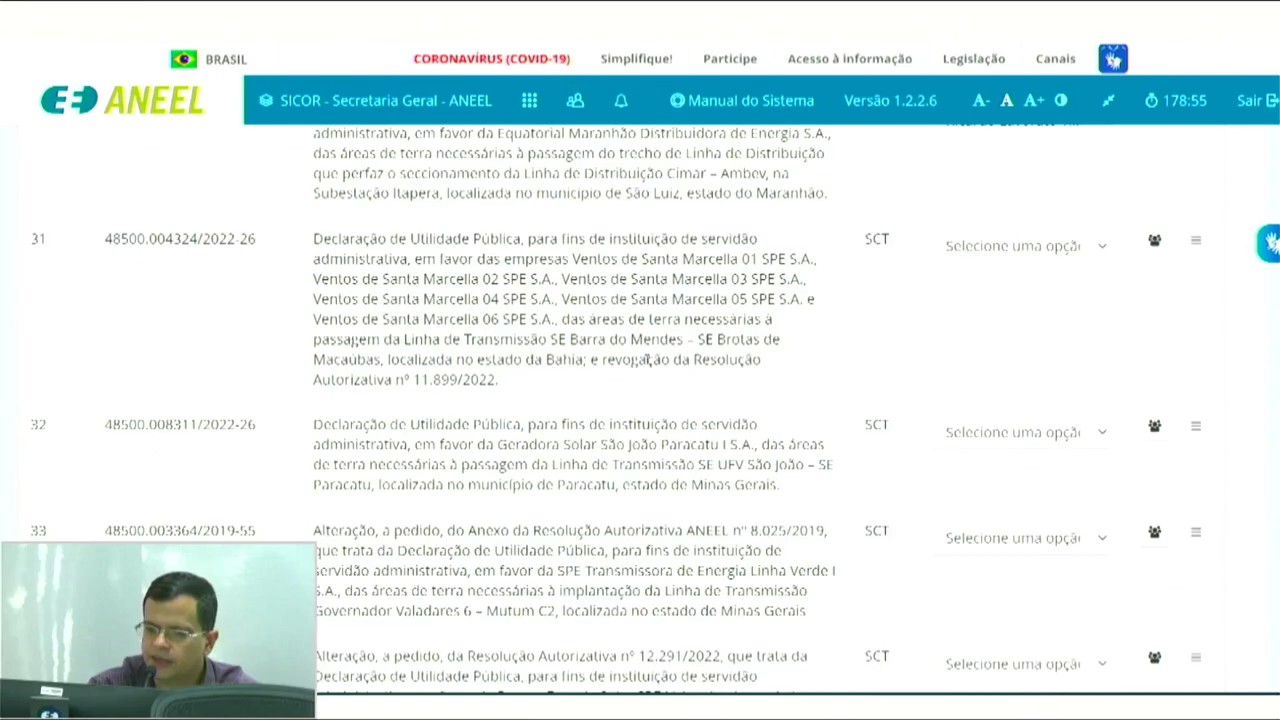 BRASIL
CORONAVÍRUS (COVID-19) Simplifique! Participe Acesso à informação Legislação Canais
ANEEL
SICOR - Secretaria Geral - ANEEL Manual do Sistema Versão 1.2.2.6 A- A A+ 178:55 Sair
administrativa, em favor da Equatorial Maranhão Distribuidora de Energia S.A.,
das áreas de terra necessárias à passagem do trecho de Linha de Distribuição
que perfaz o seccionamento da Linha de Distribuição Cimar – Ambev, na
Subestação Itapera, localizada no município de São Luiz, estado do Maranhão.
31 48500.004324/2022-26 Declaração de Utilidade Pública, para fins de instituição de servidão SCT Selecione uma opçã
administrativa, em favor das empresas Ventos de Santa Marcella 01 SPE S.A.,
Ventos de Santa Marcella 02 SPE S.A., Ventos de Santa Marcella 03 SPE S.A.,
Ventos de Santa Marcella 04 SPE S.A., Ventos de Santa Marcella 05 SPE S.A. e
Ventos de Santa Marcella 06 SPE S.A., das áreas de terra necessárias à
passagem da Linha de Transmissão SE Barra do Mendes – SE Brotas de
Macaúbas, localizada no estado da Bahia; e revogação da Resolução
Autorizativa nº 11.899/2022.
32 48500.008311/2022-26 Declaração de Utilidade Pública, para fins de instituição de servidão SCT Selecione uma opçã
administrativa, em favor da Geradora Solar São João Paracatu I S.A., das áreas
de terra necessárias à passagem da Linha de Transmissão SE UFV São João – SE
Paracatu, localizada no município de Paracatu, estado de Minas Gerais.
33 48500.003364/2019-55 Alteração, a pedido, do Anexo da Resolução Autorizativa ANEEL nº 8.025/2019, SCT Selecione uma opçã
que trata da Declaração de Utilidade Pública, para fins de instituição de
servidão administrativa, em favor da SPE Transmissora de Energia Linha Verde I
S.A., das áreas de terra necessárias à implantação da Linha de Transmissão
Governador Valadares 6 – Mutum C2, localizada no estado de Minas Gerais
Alteração, a pedido, da Resolução Autorizativa nº 12.291/2022, que trata da SCT Selecione uma opçã
Declaração de Utilidade Pública, para fins de instituição de servidão